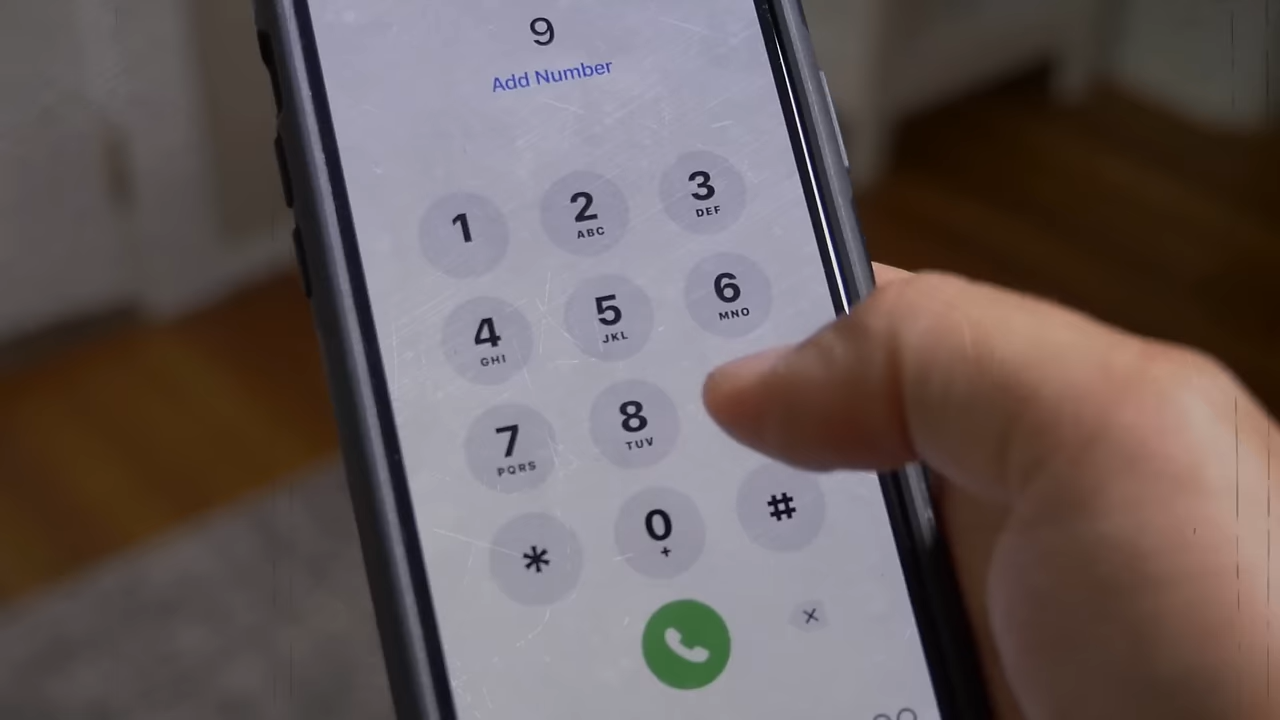 9
Add Number
1 2 3
ABC DEF
4 5 6
GHI JKL MNO
7 8
PQRS TUV
* 0 #
+